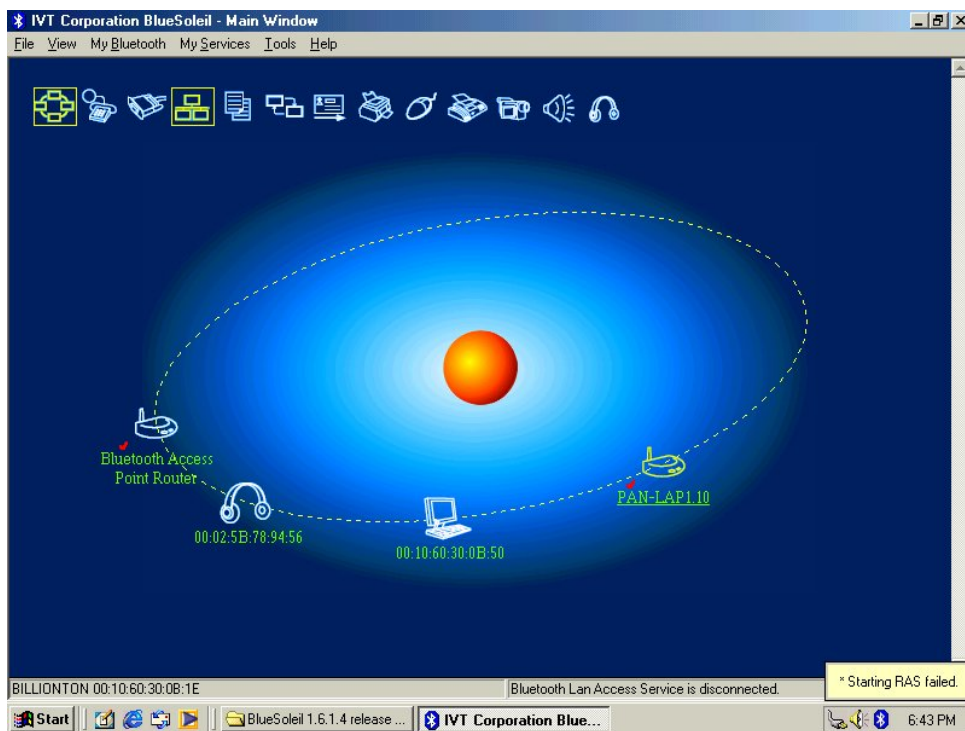 IVT Corporation BlueSoleil - Main Window
File View My Bluetooth My Services Tools Help
Bluetooth Access
Point Router
00:02:5B:78:94:56
00:10:60:30:0B:50
PAN-LAP1.10
BILLIONTON 00:10:60:30:0B:1E
Bluetooth Lan Access Service is disconnected.
* Starting RAS failed.
Start
BlueSoleil 1.6.1.4 release ...
IVT Corporation Blue...
6:43 PM